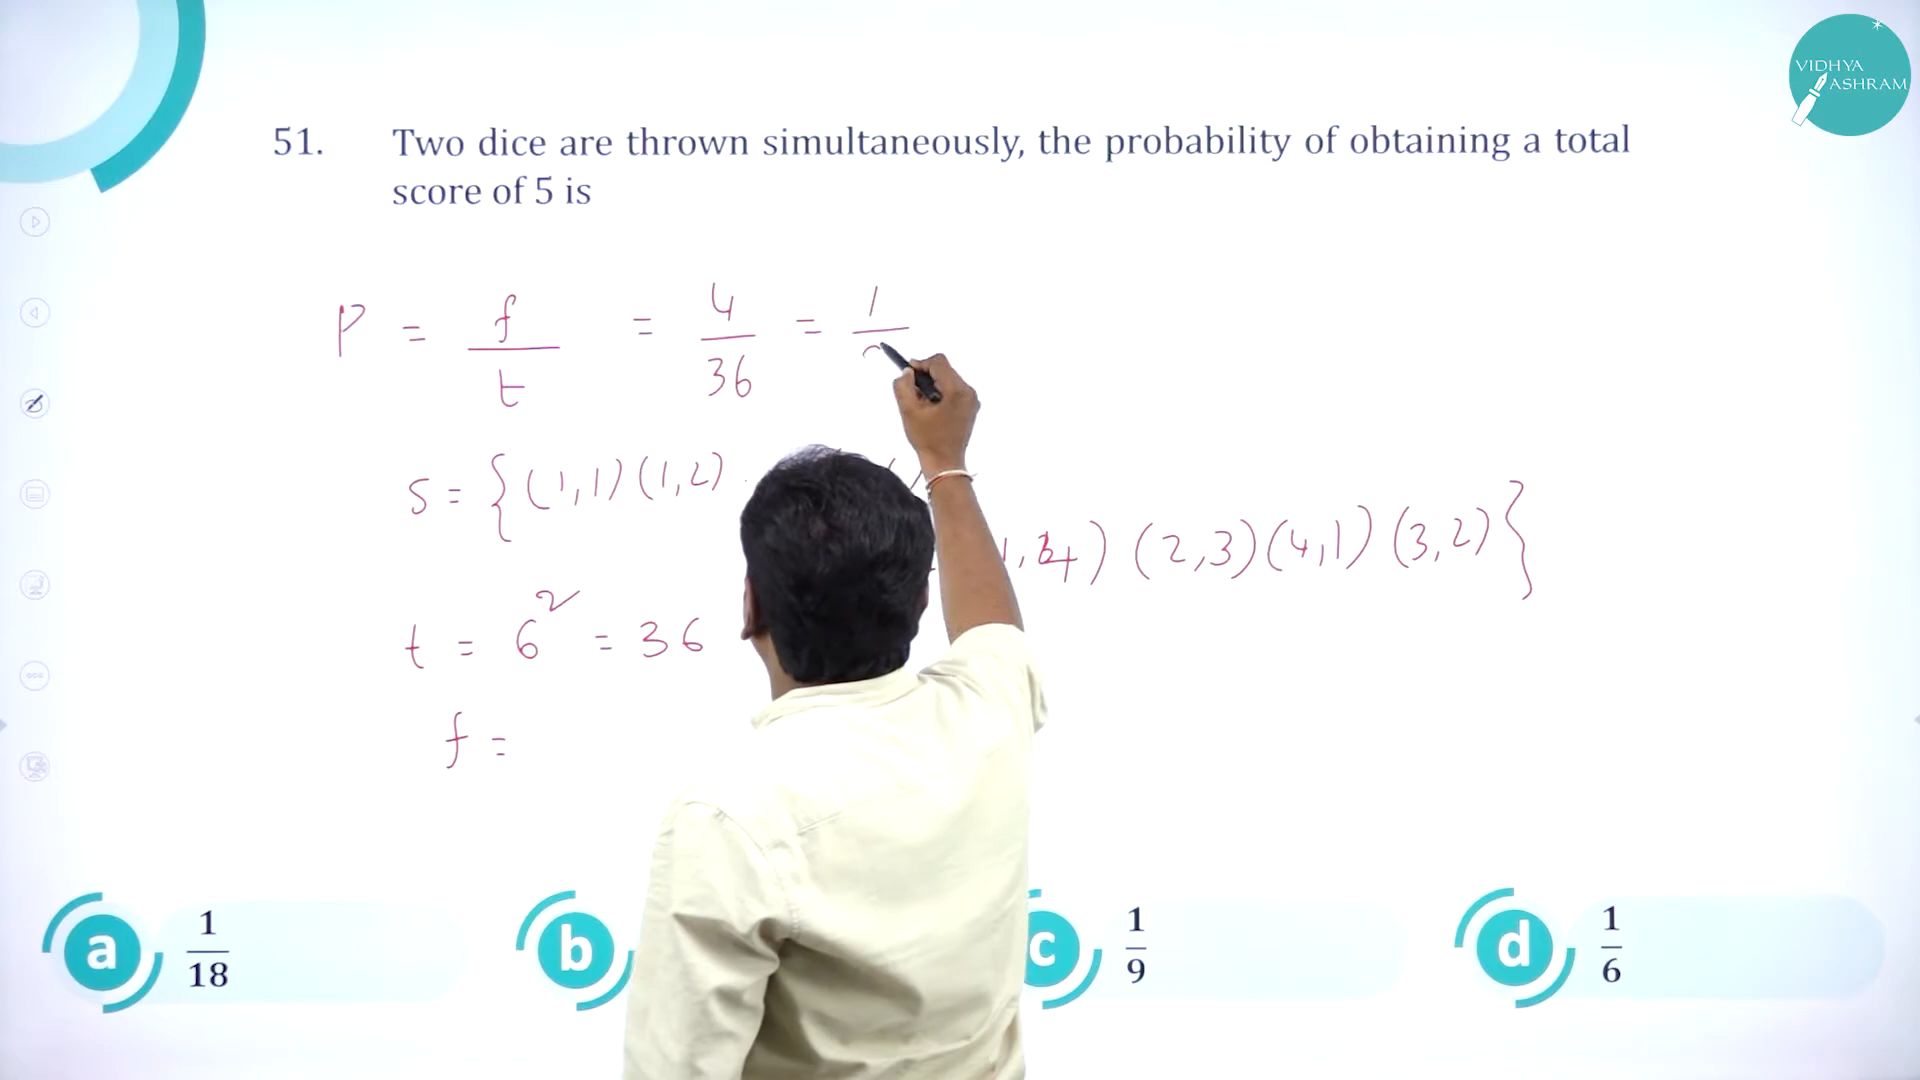 VIDHYA
ASHRAM
51. Two dice are thrown simultaneously, the probability of obtaining a total
score of 5 is
P = f/t = 4/36 = 1/
S = {(1,1)(1,2)
,4) (2,3)(4,1)(3,2)}
t = 6² = 36
f =
a 1/18
b
c 1/9
d 1/6